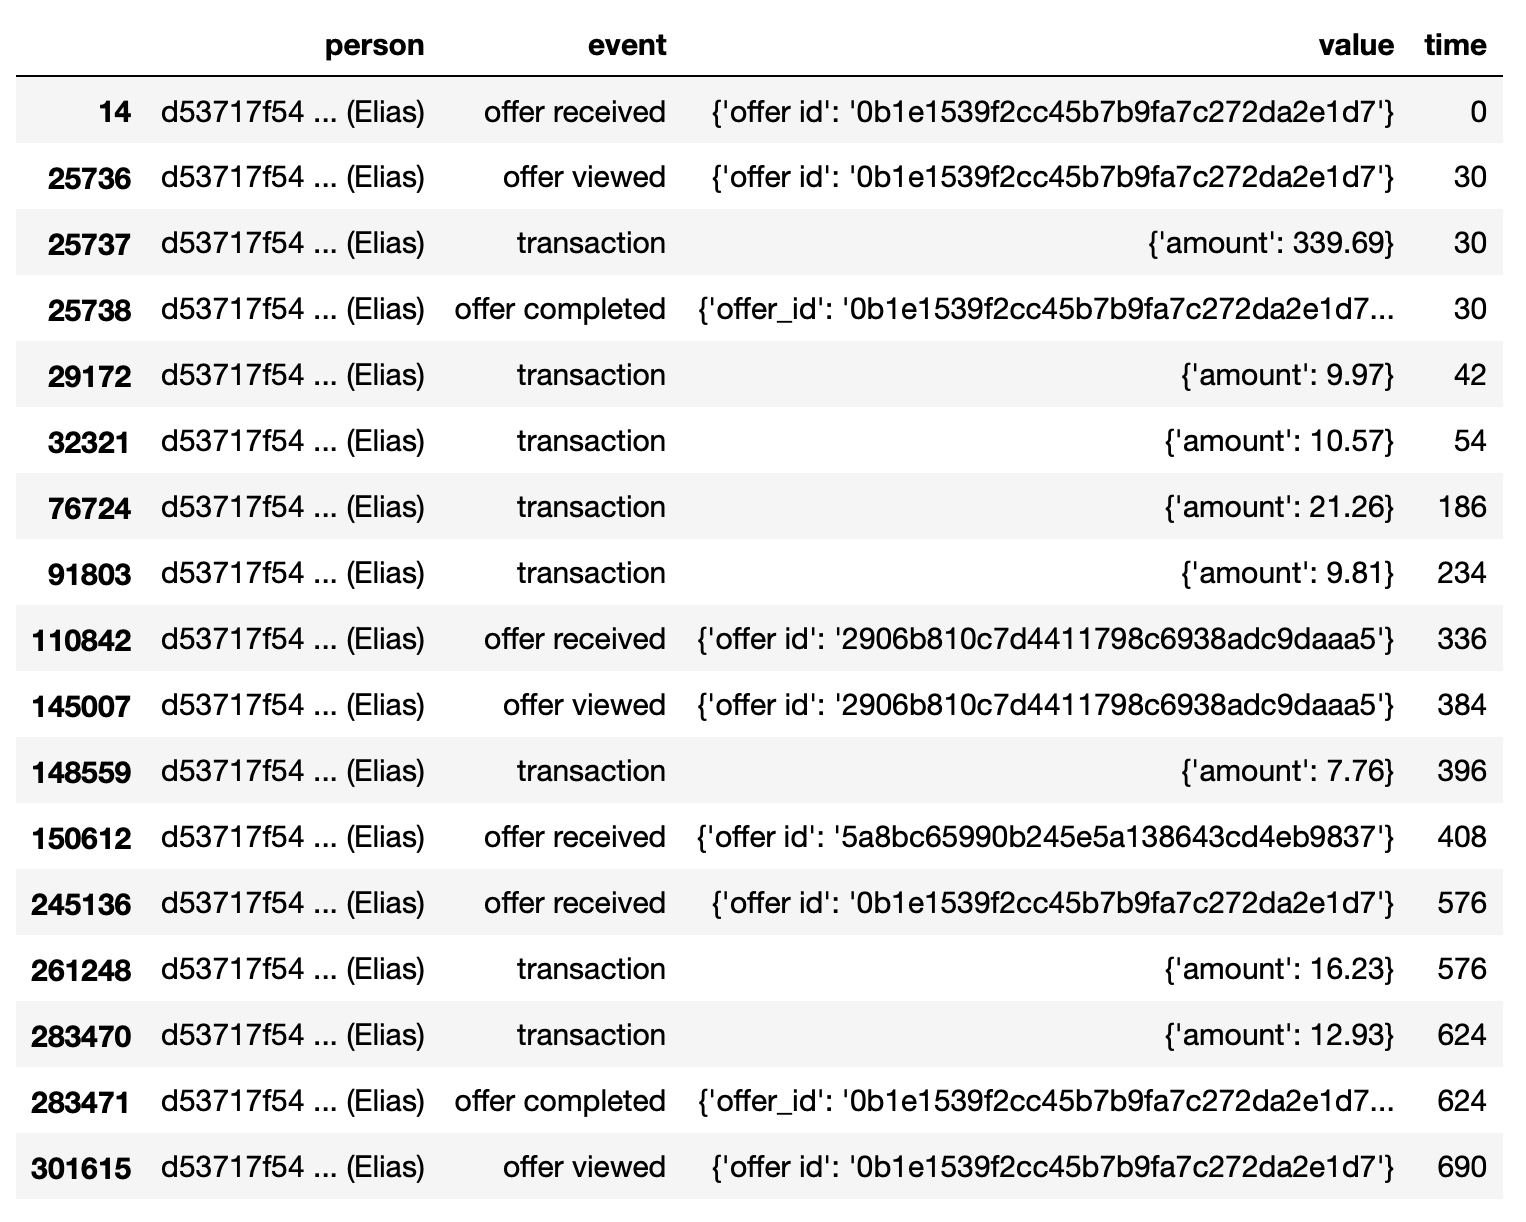 person event value time
14 d53717f54 ... (Elias) offer received {'offer id': '0b1e1539f2cc45b7b9fa7c272da2e1d7'} 0
25736 d53717f54 ... (Elias) offer viewed {'offer id': '0b1e1539f2cc45b7b9fa7c272da2e1d7'} 30
25737 d53717f54 ... (Elias) transaction {'amount': 339.69} 30
25738 d53717f54 ... (Elias) offer completed {'offer_id': '0b1e1539f2cc45b7b9fa7c272da2e1d7... 30
29172 d53717f54 ... (Elias) transaction {'amount': 9.97} 42
32321 d53717f54 ... (Elias) transaction {'amount': 10.57} 54
76724 d53717f54 ... (Elias) transaction {'amount': 21.26} 186
91803 d53717f54 ... (Elias) transaction {'amount': 9.81} 234
110842 d53717f54 ... (Elias) offer received {'offer id': '2906b810c7d4411798c6938adc9daaa5'} 336
145007 d53717f54 ... (Elias) offer viewed {'offer id': '2906b810c7d4411798c6938adc9daaa5'} 384
148559 d53717f54 ... (Elias) transaction {'amount': 7.76} 396
150612 d53717f54 ... (Elias) offer received {'offer id': '5a8bc65990b245e5a138643cd4eb9837'} 408
245136 d53717f54 ... (Elias) offer received {'offer id': '0b1e1539f2cc45b7b9fa7c272da2e1d7'} 576
261248 d53717f54 ... (Elias) transaction {'amount': 16.23} 576
283470 d53717f54 ... (Elias) transaction {'amount': 12.93} 624
283471 d53717f54 ... (Elias) offer completed {'offer_id': '0b1e1539f2cc45b7b9fa7c272da2e1d7... 624
301615 d53717f54 ... (Elias) offer viewed {'offer id': '0b1e1539f2cc45b7b9fa7c272da2e1d7'} 690